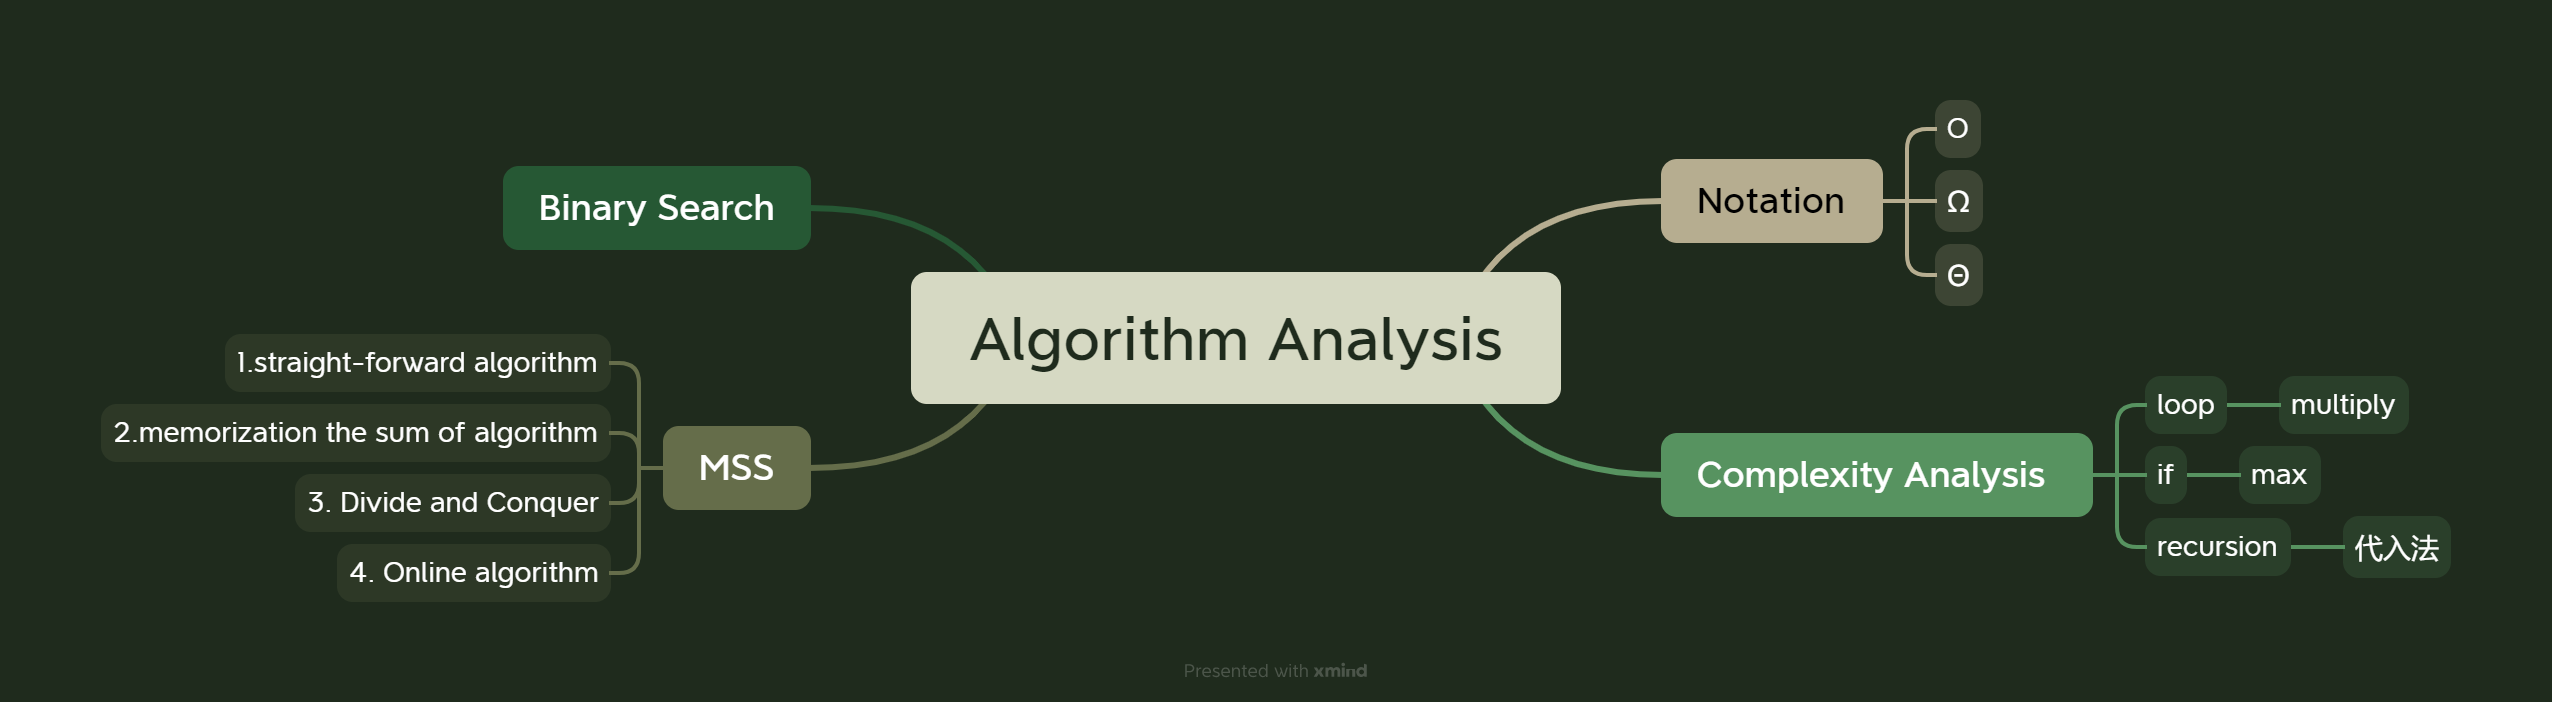 Algorithm Analysis
Notation
O
Ω
Θ
Complexity Analysis
loop
multiply
if
max
recursion
代入法
Binary Search
MSS
1.straight-forward algorithm
2.memorization the sum of algorithm
3. Divide and Conquer
4. Online algorithm
Presented with xmind